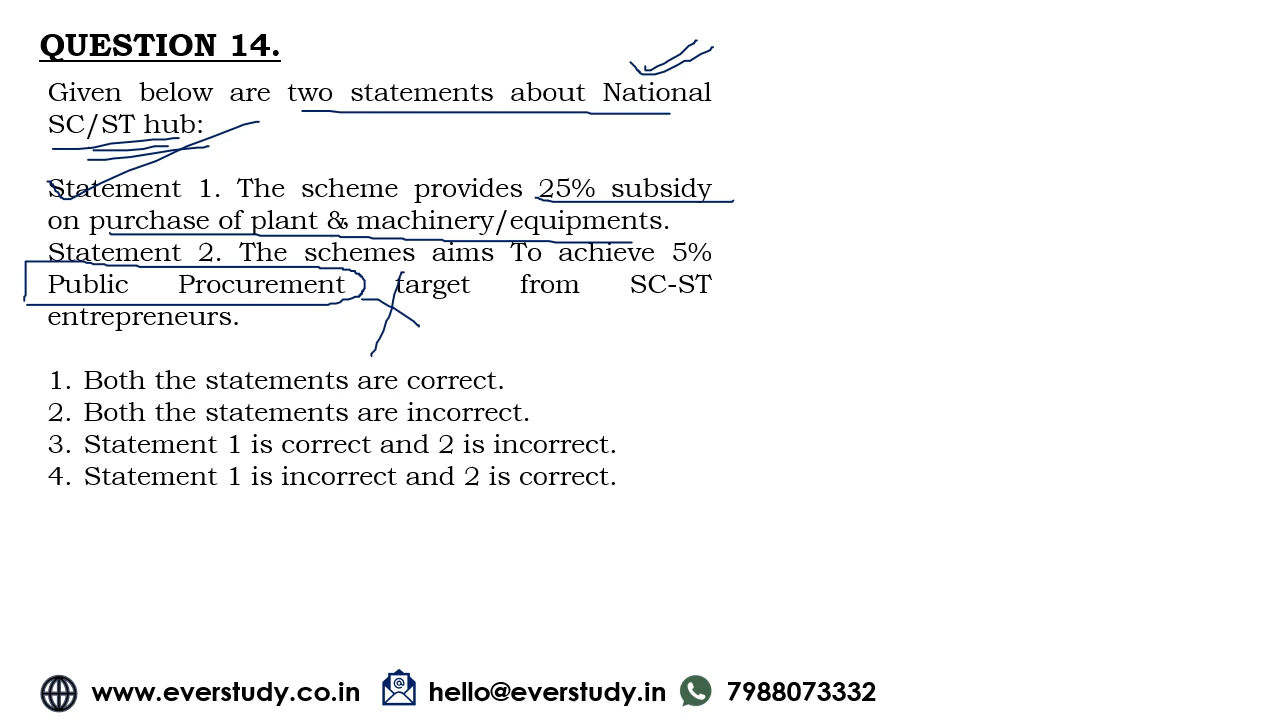 QUESTION 14.
Given below are two statements about National
SC/ST hub:
Statement 1. The scheme provides 25% subsidy
on purchase of plant & machinery/equipments.
Statement 2. The schemes aims To achieve 5%
Public Procurement target from SC-ST
entrepreneurs.
1. Both the statements are correct.
2. Both the statements are incorrect.
3. Statement 1 is correct and 2 is incorrect.
4. Statement 1 is incorrect and 2 is correct.
www.everstudy.co.in hello@everstudy.in 7988073332